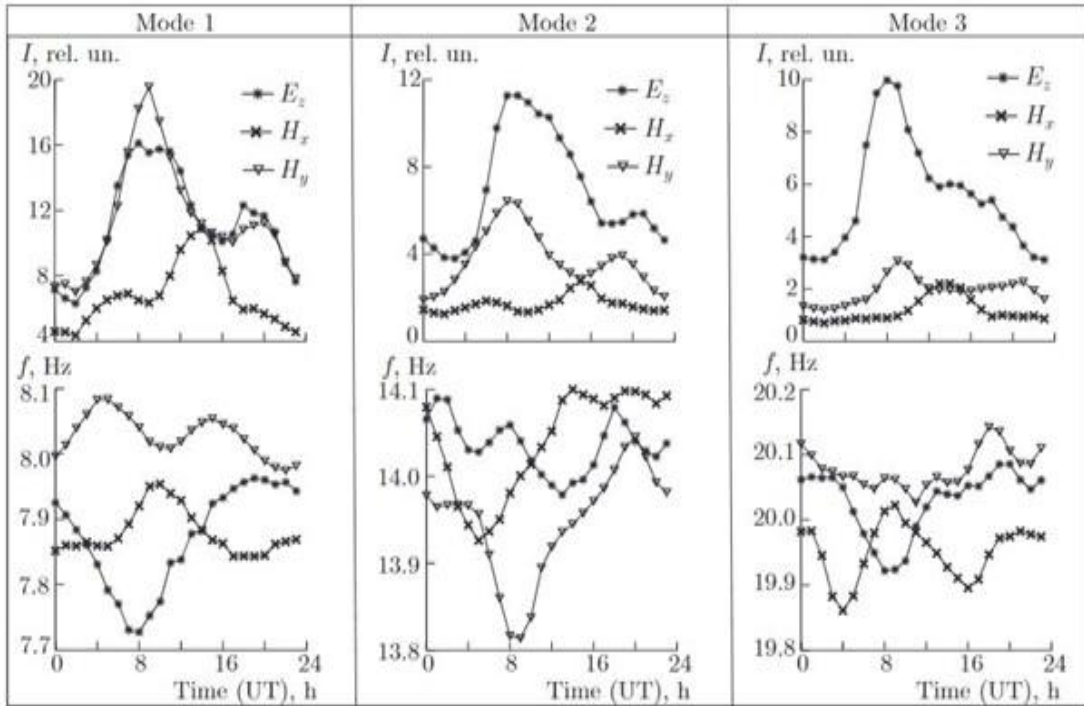 Mode 1
Mode 2
Mode 3
I, rel. un.
I, rel. un.
I, rel. un.
20
16
12
8
4
E_z
H_x
H_y
12
8
4
0
E_z
H_x
H_y
10
8
6
4
2
0
E_z
H_x
H_y
f, Hz
f, Hz
f, Hz
8.1
8.0
7.9
7.8
7.7
0 8 16 24
Time (UT), h
14.1
14.0
13.9
13.8
0 8 16 24
Time (UT), h
20.2
20.1
20.0
19.9
19.8
0 8 16 24
Time (UT), h